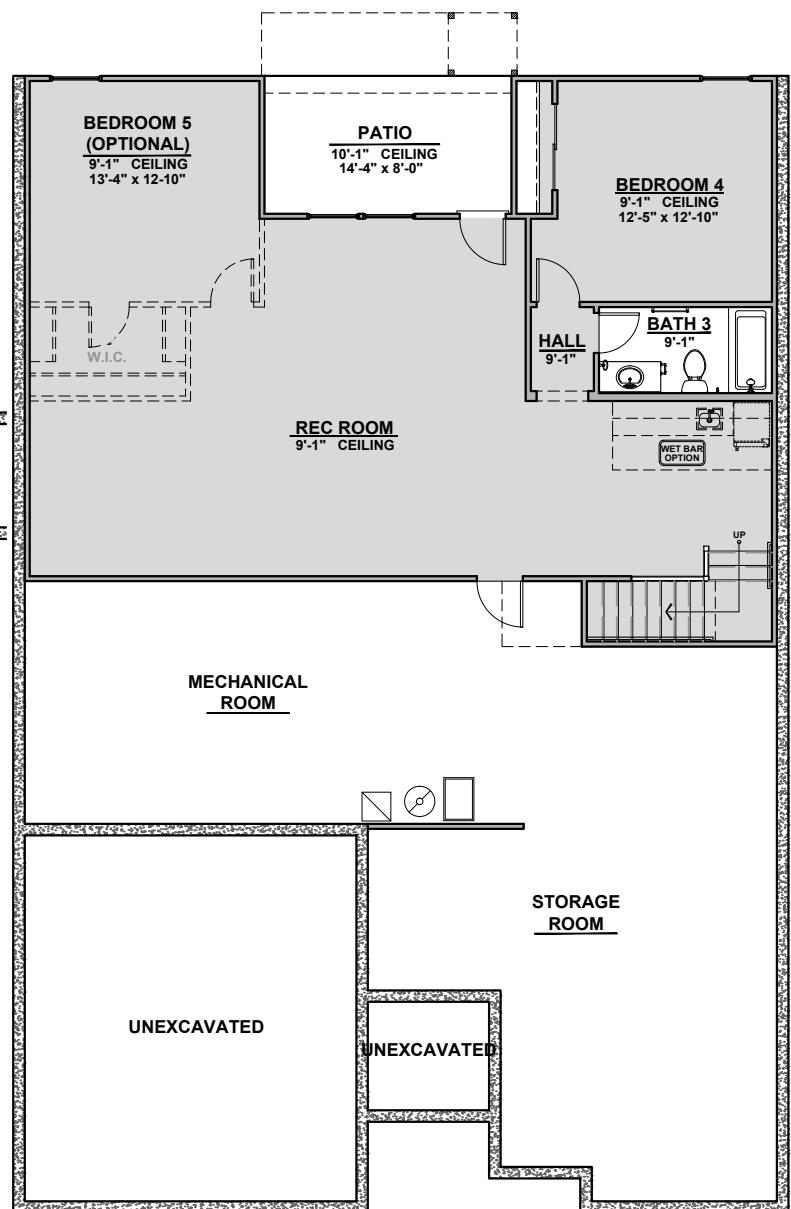 BEDROOM 5
(OPTIONAL)
9'-1" CEILING
13'-4" x 12-10"
PATIO
10'-1" CEILING
14'-4" x 8'-0"
BEDROOM 4
9'-1" CEILING
12'-5" x 12'-10"
W.I.C.
HALL
9'-1"
BATH 3
9'-1"
REC ROOM
9'-1" CEILING
WET BAR
OPTION
UP
MECHANICAL
ROOM
STORAGE
ROOM
UNEXCAVATED
UNEXCAVATED